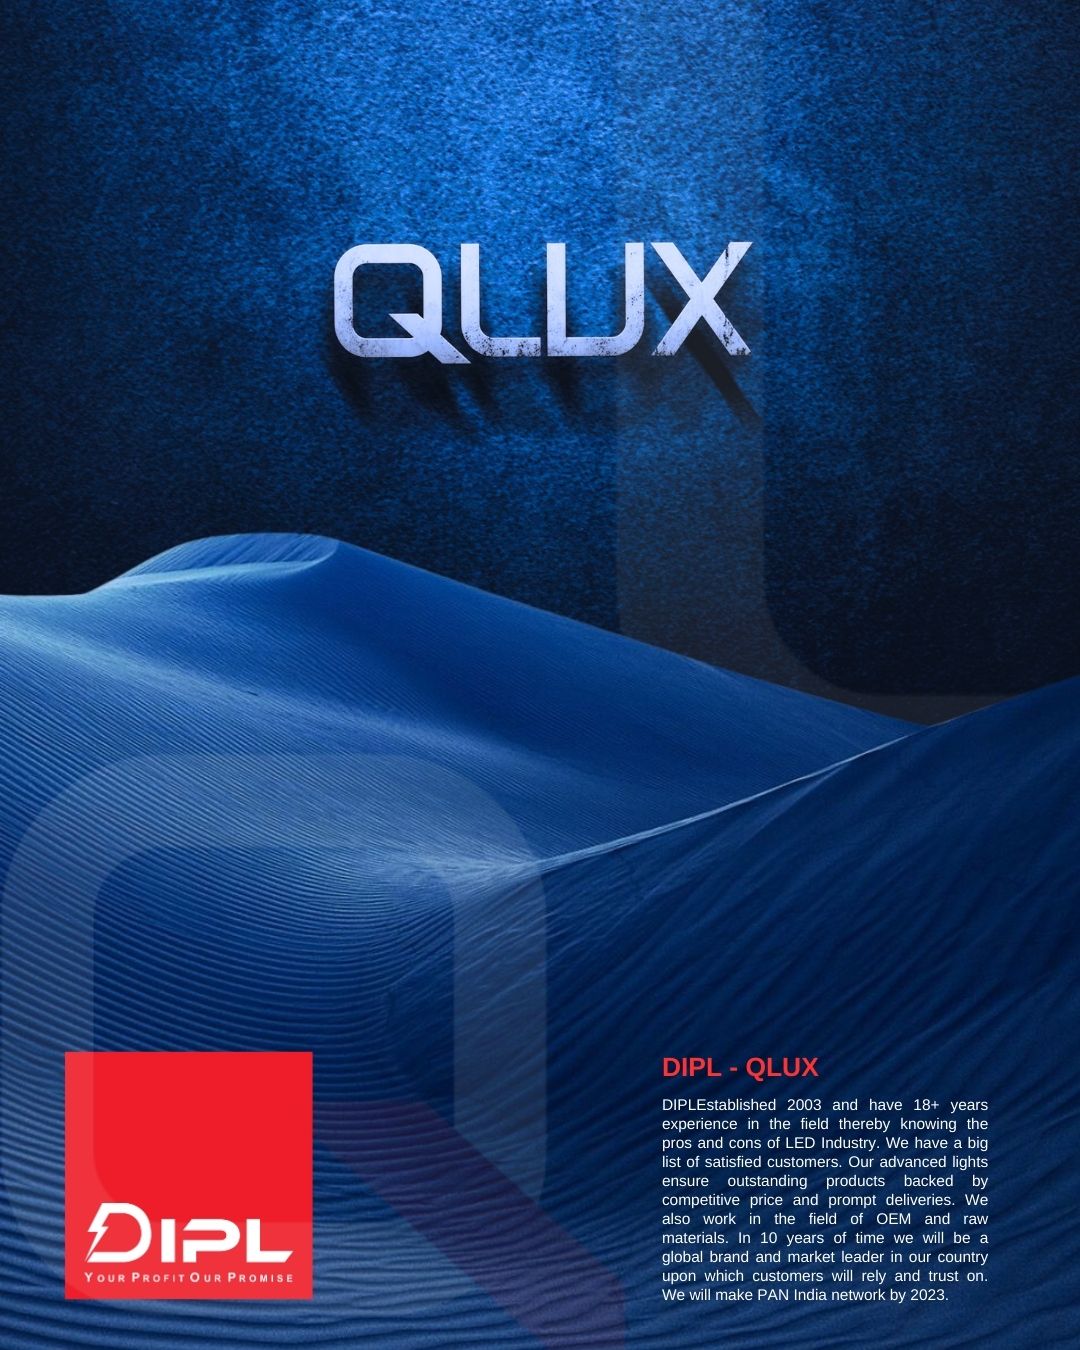 QLUX
DIPL
YOUR PROFIT OUR PROMISE
DIPL - QLUX
DIPLEstablished 2003 and have 18+ years
experience in the field thereby knowing the
pros and cons of LED Industry. We have a big
list of satisfied customers. Our advanced lights
ensure outstanding products backed by
competitive price and prompt deliveries. We
also work in the field of OEM and raw
materials. In 10 years of time we will be a
global brand and market leader in our country
upon which customers will rely and trust on.
We will make PAN India network by 2023.